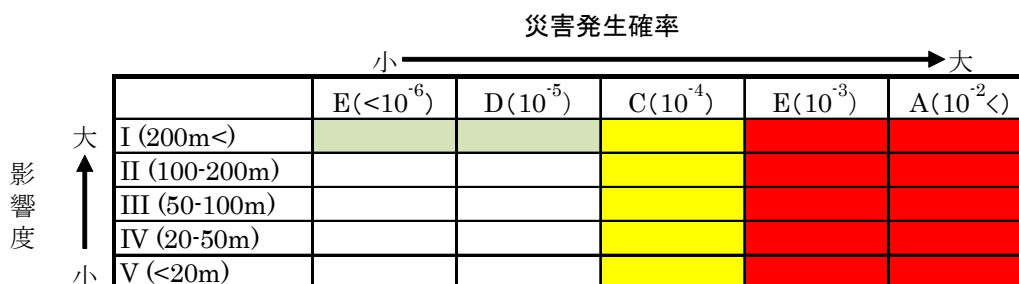 災害発生確率
小 大
E(<10⁻⁶) D(10⁻⁵) C(10⁻⁴) E(10⁻³) A(10⁻²<)
大 I (200m<)
II (100-200m)
III (50-100m)
IV (20-50m)
小 V (<20m)
影響度